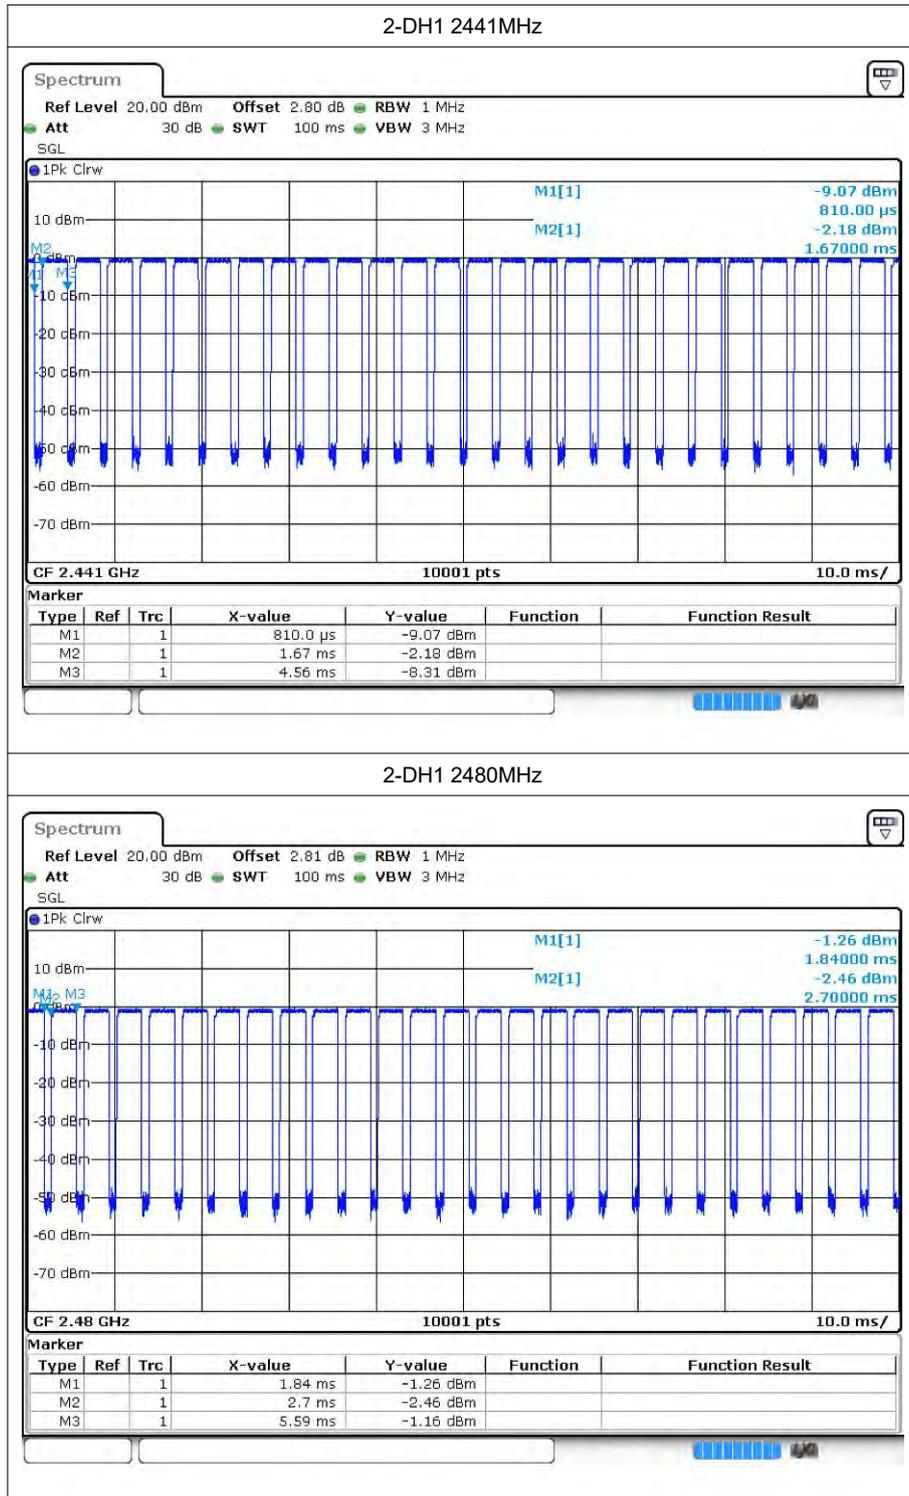 2-DH1 2441MHz
Spectrum
Ref Level 20.00 dBm Offset 2.80 dB RBW 1 MHz
Att 30 dB SWT 100 ms VBW 3 MHz
SGL
1Pk Clrw
M1[1] -9.07 dBm
810.00 µs
10 dBm
M2[1] -2.18 dBm
1.67000 ms
M2
0 dBm
M1 M3
-10 dBm
-20 dBm
-30 dBm
-40 dBm
-50 dBm
-60 dBm
-70 dBm
CF 2.441 GHz 10001 pts 10.0 ms/
Marker
Type Ref Trc X-value Y-value Function Function Result
M1 1 810.0 µs -9.07 dBm
M2 1 1.67 ms -2.18 dBm
M3 1 4.56 ms -8.31 dBm
2-DH1 2480MHz
Spectrum
Ref Level 20.00 dBm Offset 2.81 dB RBW 1 MHz
Att 30 dB SWT 100 ms VBW 3 MHz
SGL
1Pk Clrw
M1[1] -1.26 dBm
1.84000 ms
10 dBm
M2[1] -2.46 dBm
2.70000 ms
M1 M2 M3
0 dBm
-10 dBm
-20 dBm
-30 dBm
-40 dBm
-50 dBm
-60 dBm
-70 dBm
CF 2.48 GHz 10001 pts 10.0 ms/
Marker
Type Ref Trc X-value Y-value Function Function Result
M1 1 1.84 ms -1.26 dBm
M2 1 2.7 ms -2.46 dBm
M3 1 5.59 ms -1.16 dBm